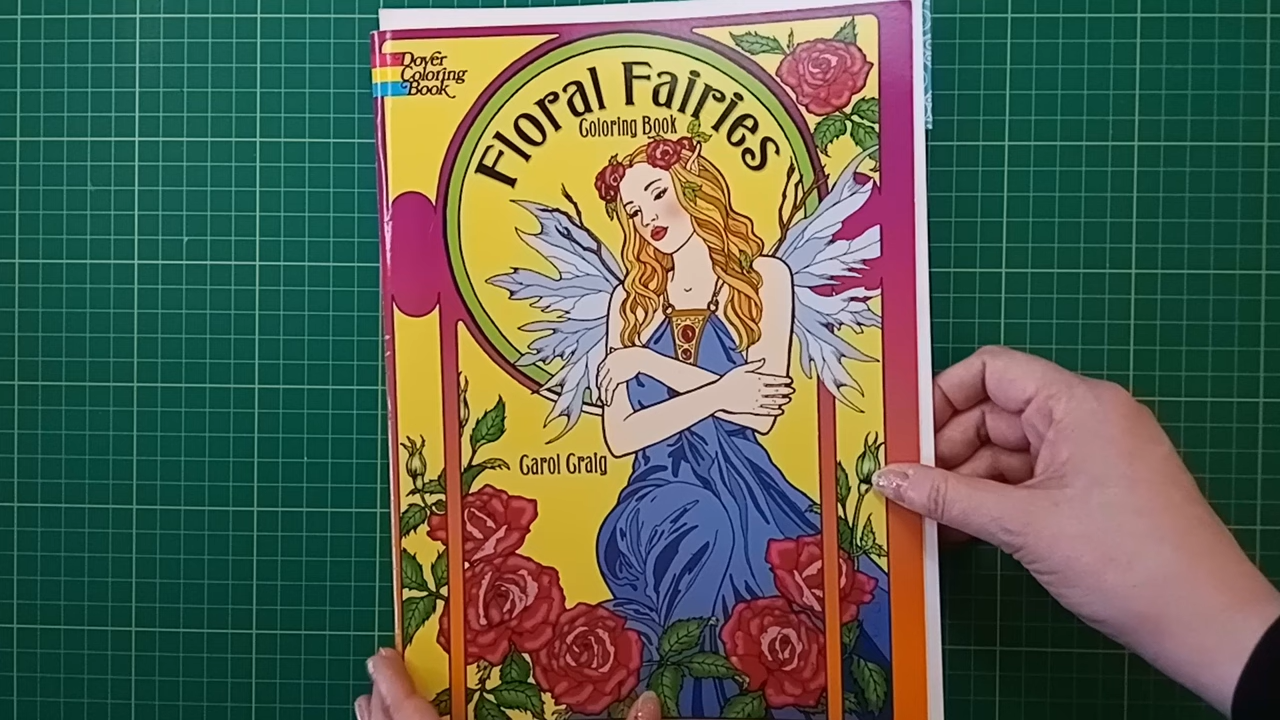 Dover
Coloring
Book
Floral Fairies
Coloring Book
Carol Craig